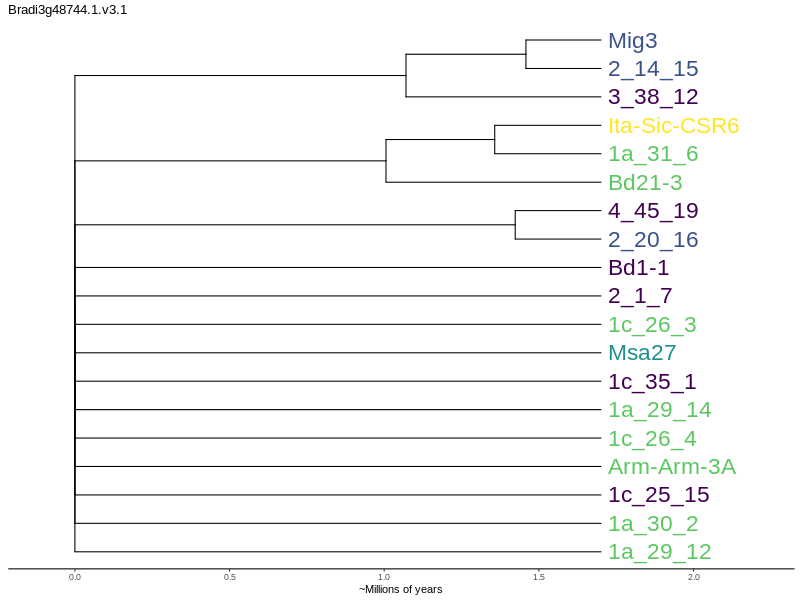 Bradi3g48744.1.v3.1
Mig3
2_14_15
3_38_12
Ita-Sic-CSR6
1a_31_6
Bd21-3
4_45_19
2_20_16
Bd1-1
2_1_7
1c_26_3
Msa27
1c_35_1
1a_29_14
1c_26_4
Arm-Arm-3A
1c_25_15
1a_30_2
1a_29_12
0.0 0.5 1.0 1.5 2.0
~Millions of years